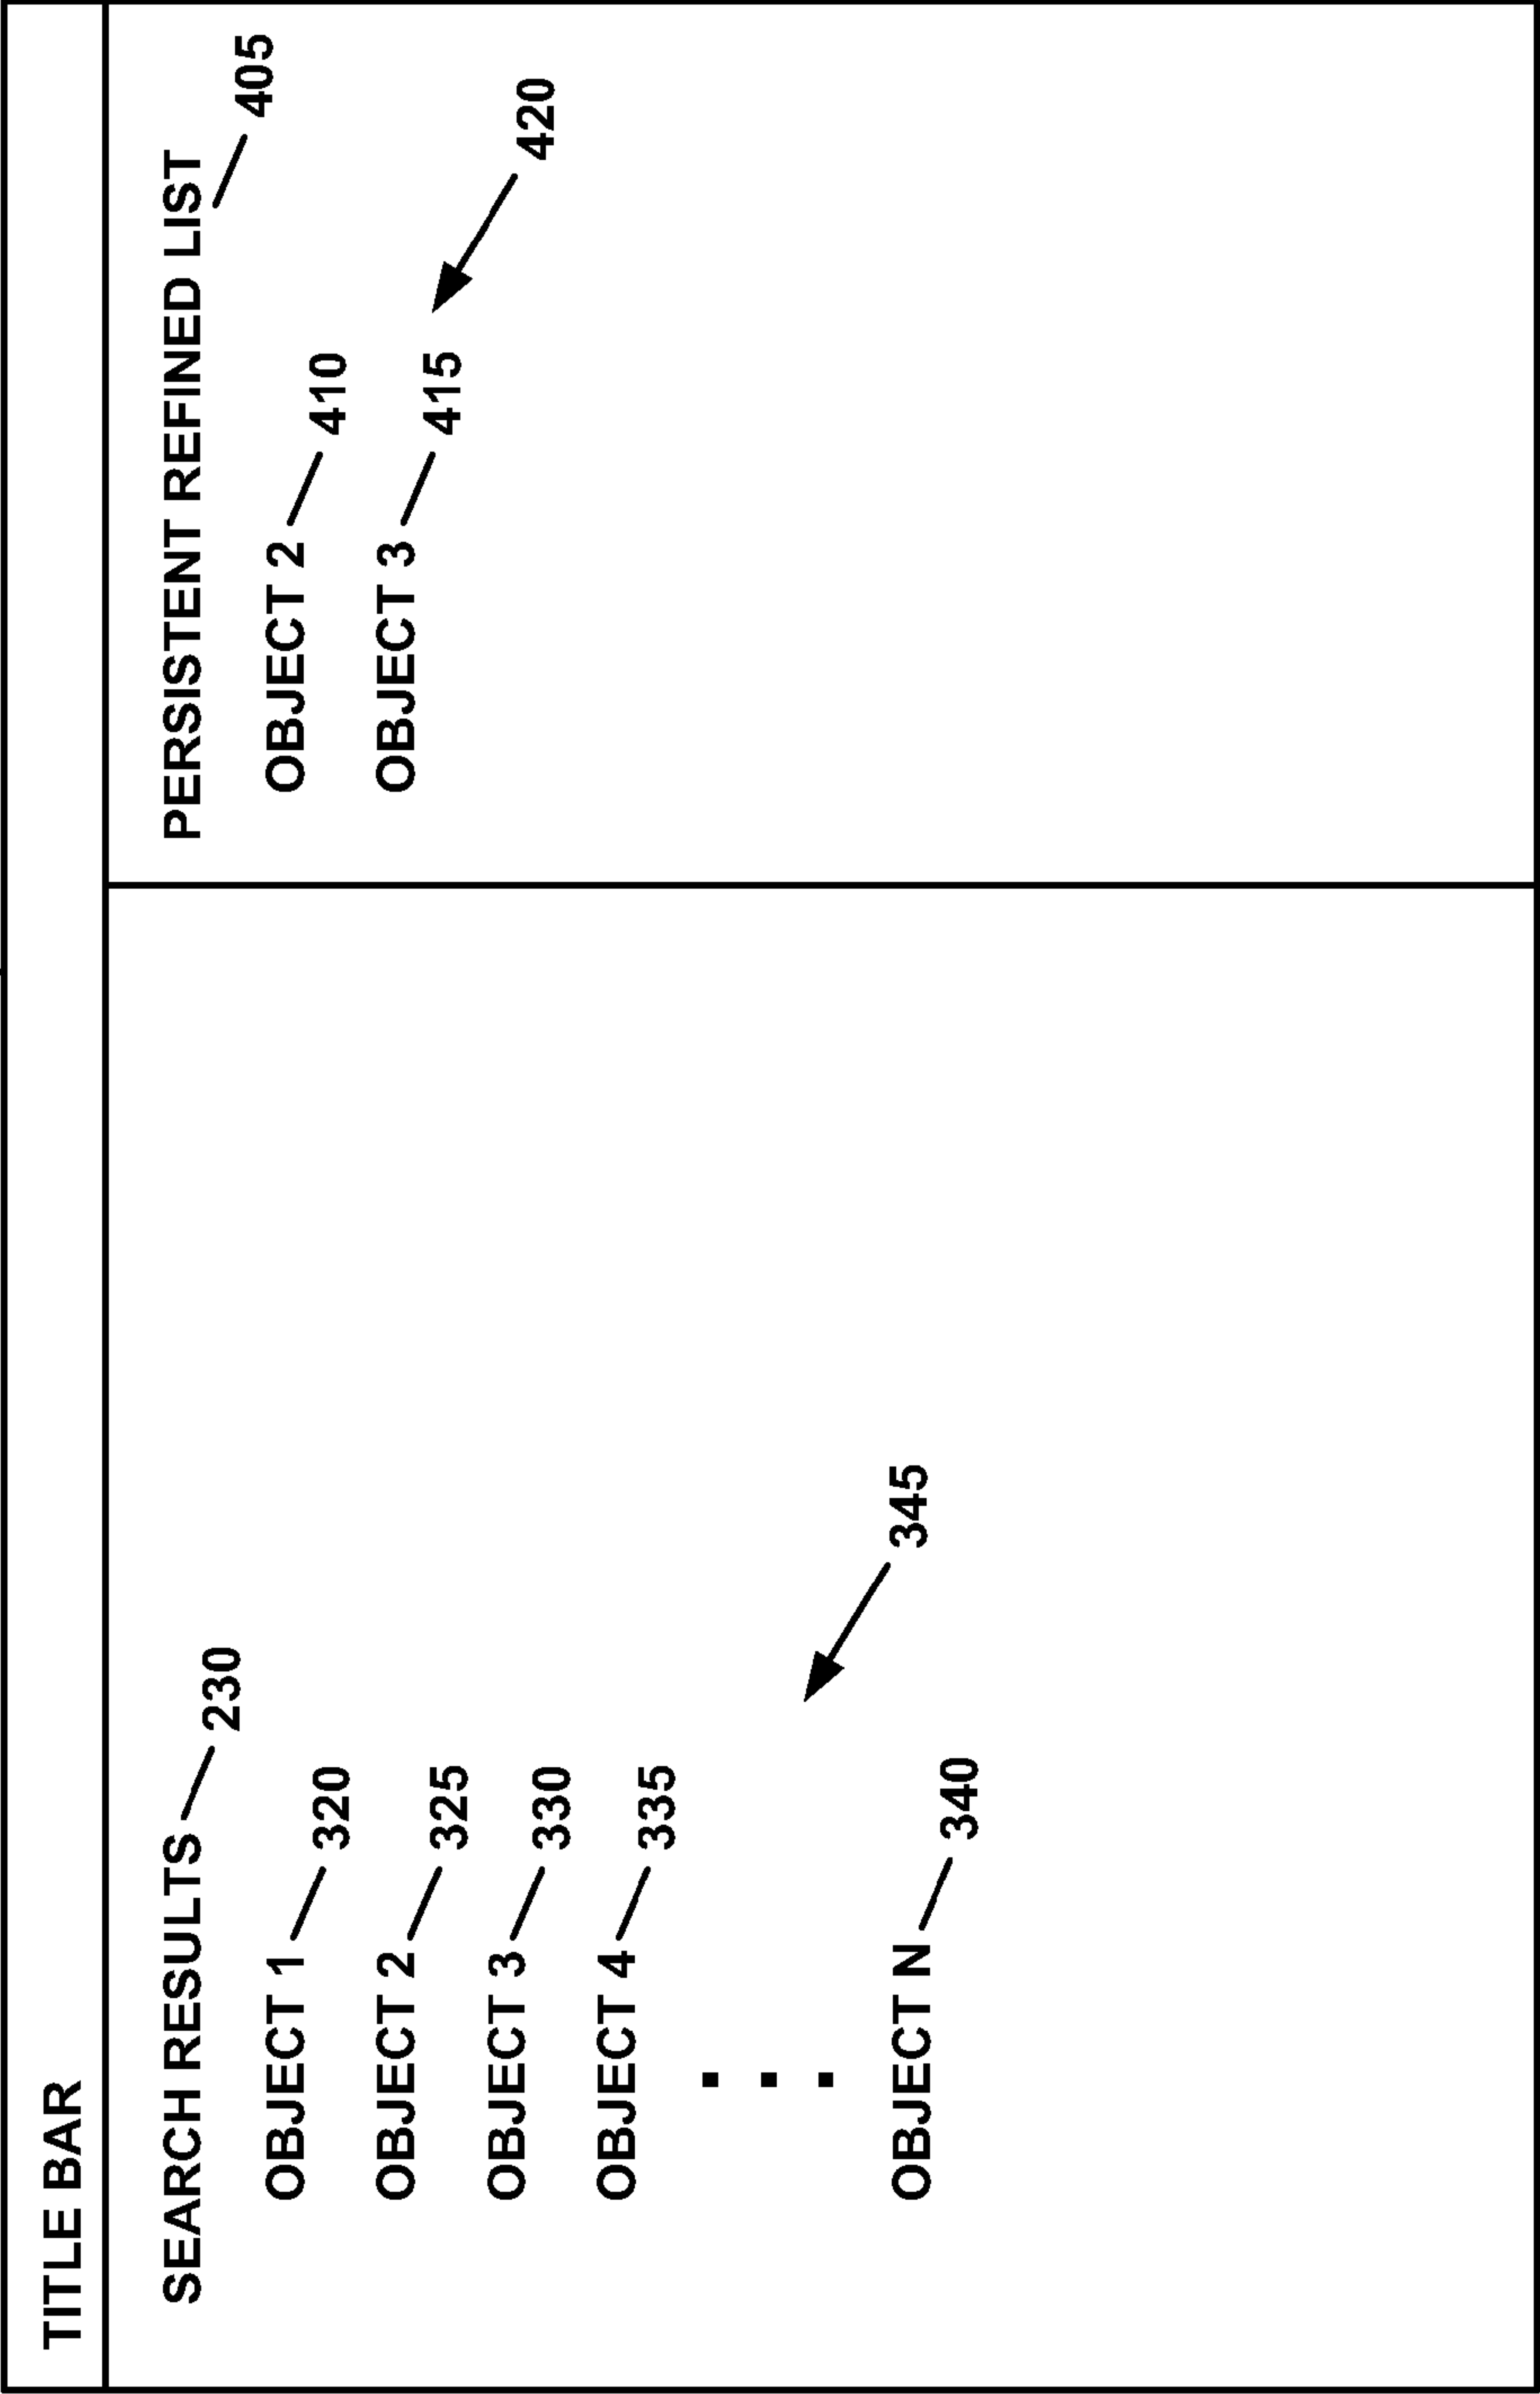 TITLE BAR
SEARCH RESULTS 230
OBJECT 1 320
OBJECT 2 325
OBJECT 3 330
OBJECT 4 335
345
OBJECT N 340
PERSISTENT REFINED LIST
405
OBJECT 2 410
OBJECT 3 415
420